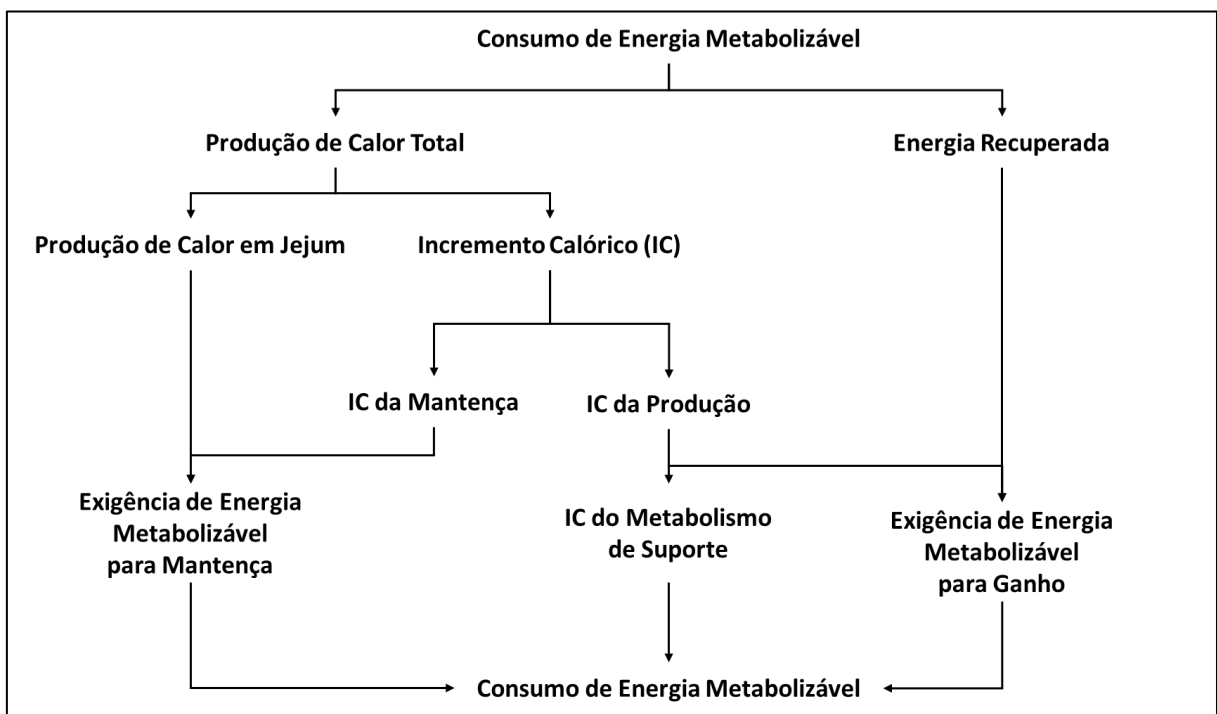 Consumo de Energia Metabolizável
Produção de Calor Total
Energia Recuperada
Produção de Calor em Jejum
Incremento Calórico (IC)
IC da Mantença
IC da Produção
Exigência de Energia
Metabolizável
para Mantença
IC do Metabolismo
de Suporte
Exigência de Energia
Metabolizável
para Ganho
Consumo de Energia Metabolizável